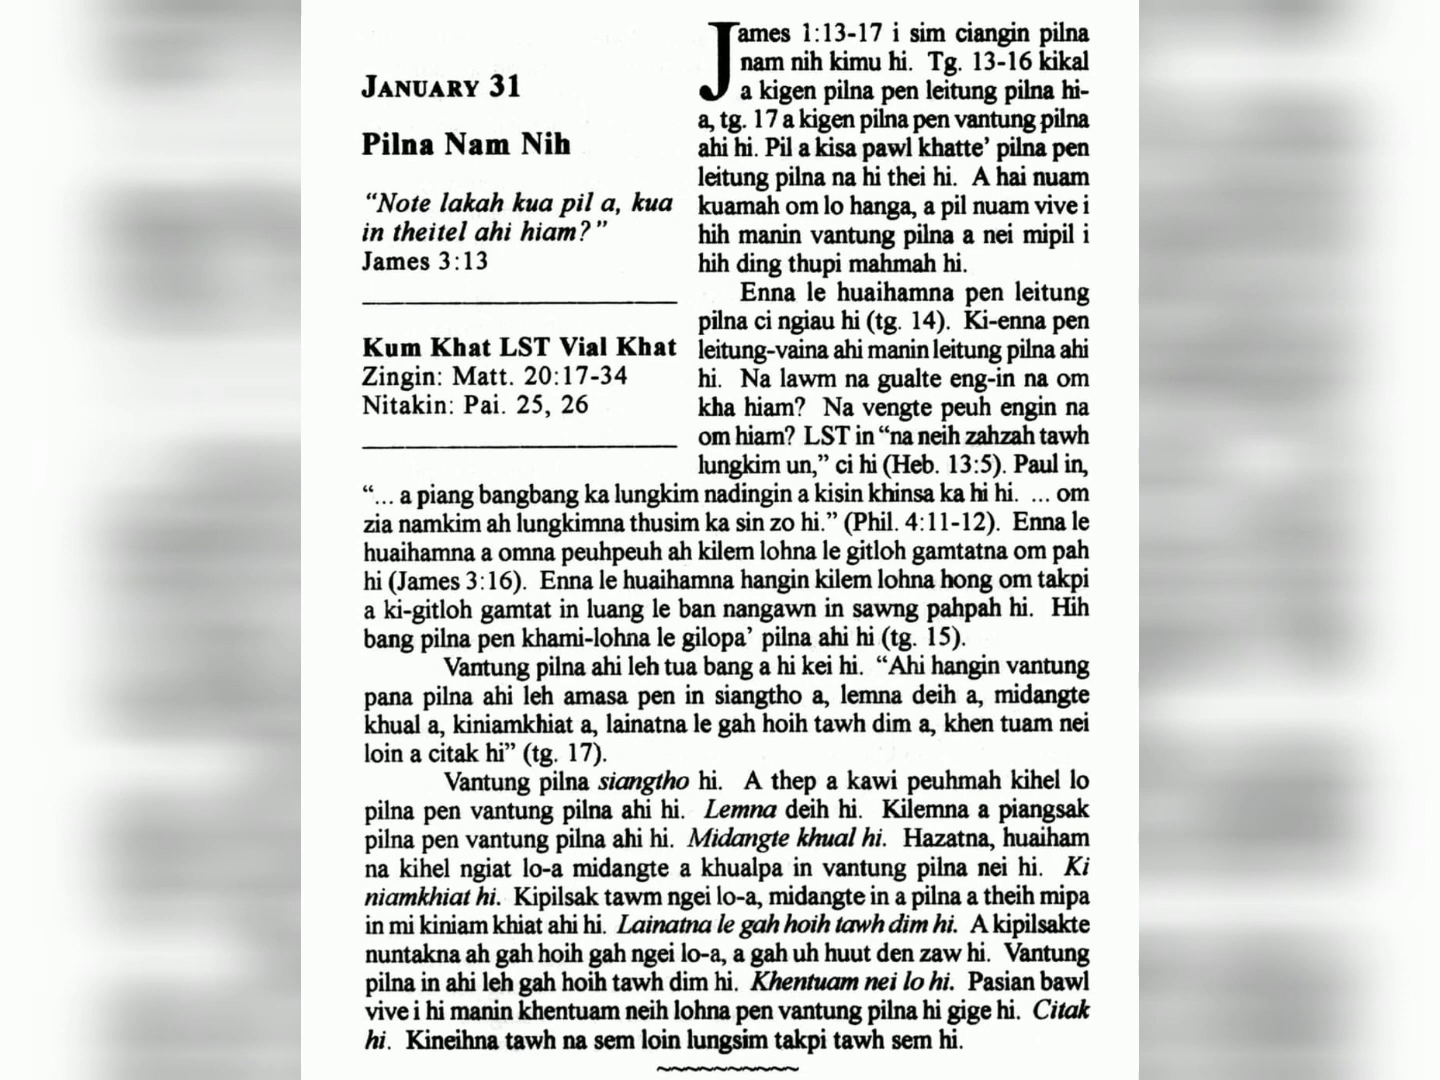 JANUARY 31
Pilna Nam Nih
“Note lakah kua pil a, kua
in theitel ahi hiam?”
James 3:13
Kum Khat LST Vial Khat
Zingin: Matt. 20:17-34
Nitakin: Pai. 25, 26
James 1:13-17 i sim ciangin pilna
nam nih kimu hi. Tg. 13-16 kikal
a kigen pilna pen leitung pilna hi-
a, tg. 17 a kigen pilna pen vantung pilna
ahi hi. Pil a kisa pawl khatte’ pilna pen
leitung pilna na hi thei hi. A hai nuam
kuamah om lo hanga, a pil nuam vive i
hih manin vantung pilna a nei mipil i
hih ding thupi mahmah hi.
Enna le huaihamna pen leitung
pilna ci ngiau hi (tg. 14). Ki-enna pen
leitung-vaina ahi manin leitung pilna ahi
hi. Na lawm na gualte eng-in na om
kha hiam? Na vengte peuh engin na
om hiam? LST in “na neih zahzah tawh
lungkim un,” ci hi (Heb. 13:5). Paul in,
“... a piang bangbang ka lungkim nadingin a kisin khinsa ka hi hi. ... om
zia namkim ah lungkimna thusim ka sin zo hi.” (Phil. 4:11-12). Enna le
huaihamna a omna peuhpeuh ah kilem lohna le gitloh gamtatna om pah
hi (James 3:16). Enna le huaihamna hangin kilem lohna hong om takpi
a ki-gitloh gamtat in luang le ban nangawn in sawng pahpah hi. Hih
bang pilna pen khami-lohna le gilopa’ pilna ahi hi (tg. 15).
Vantung pilna ahi leh tua bang a hi kei hi. “Ahi hangin vantung
pana pilna ahi leh amasa pen in siangtho a, lemna deih a, midangte
khual a, kiniamkhiat a, lainatna le gah hoih tawh dim a, khen tuam nei
loin a citak hi” (tg. 17).
Vantung pilna siangtho hi. A thep a kawi peuhmah kihel lo
pilna pen vantung pilna ahi hi. Lemna deih hi. Kilemna a piangsak
pilna pen vantung pilna ahi hi. Midangte khual hi. Hazatna, huaiham
na kihel ngiat lo-a midangte a khualpa in vantung pilna nei hi. Ki
niamkhiat hi. Kipilsak tawm ngei lo-a, midangte in a pilna a theih mipa
in mi kiniam khiat ahi hi. Lainatna le gah hoih tawh dim hi. A kipilsakte
nuntakna ah gah hoih gah ngei lo-a, a gah uh huut den zaw hi. Vantung
pilna in ahi leh gah hoih tawh dim hi. Khentuam nei lo hi. Pasian bawl
vive i hi manin khentuam neih lohna pen vantung pilna hi gige hi. Citak
hi. Kineihna tawh na sem loin lungsim takpi tawh sem hi.